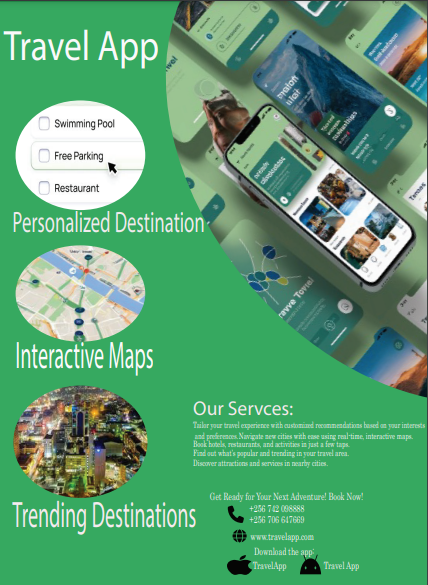 Travel App
Swimming Pool
Free Parking
Restaurant
Personalized Destination
Interactive Maps
Trending Destinations
Our Servces:
Tailor your travel experience with customized recommendations based on your interests
and preferences.Navigate new cities with ease using real-time, interactive maps.
Book hotels, restaurants, and activities in just a few taps.
Find out what's popular and trending in your travel area.
Discover attractions and services in nearby cities.
Get Ready for Your Next Adventure! Book Now!
+256 742 098888
+256 706 647669
www.travelapp.com
Download the app:
TravelApp
Travel App